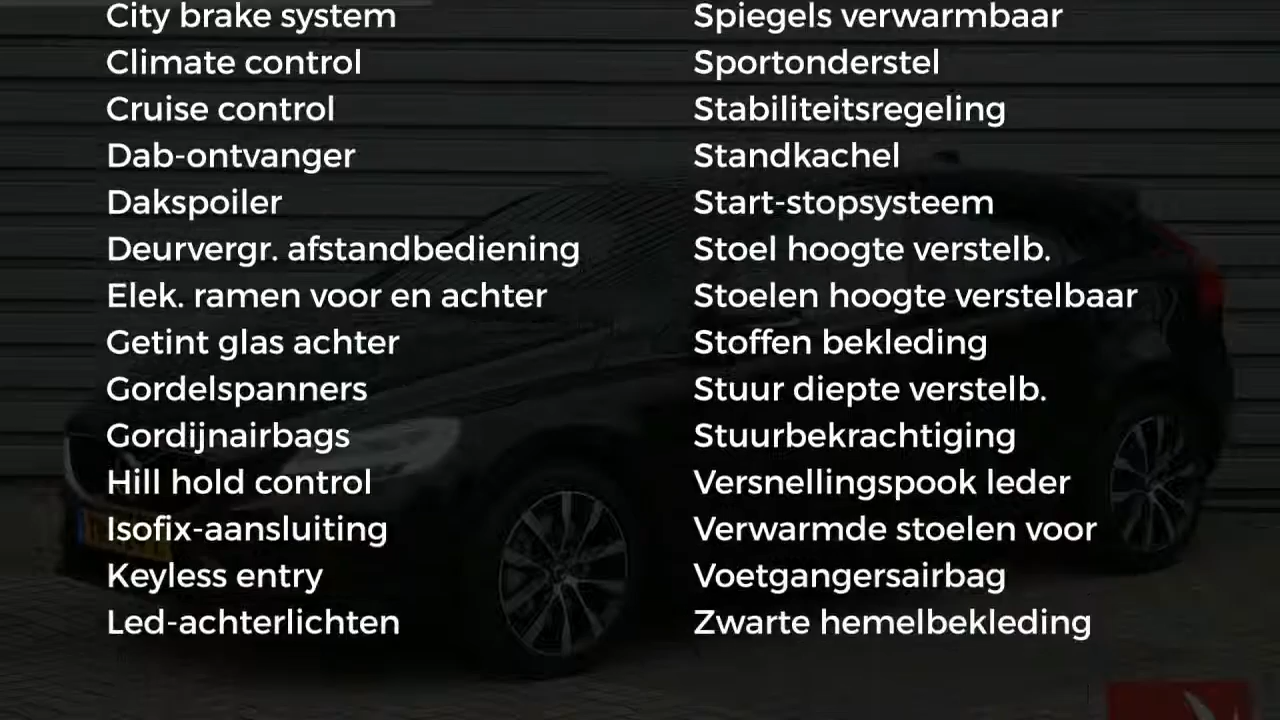 City brake system
Climate control
Cruise control
Dab-ontvanger
Dakspoiler
Deurvergr. afstandbediening
Elek. ramen voor en achter
Getint glas achter
Gordelspanners
Gordijnairbags
Hill hold control
Isofix-aansluiting
Keyless entry
Led-achterlichten
Spiegels verwarmbaar
Sportonderstel
Stabiliteitsregeling
Standkachel
Start-stopsysteem
Stoel hoogte verstelb.
Stoelen hoogte verstelbaar
Stoffen bekleding
Stuur diepte verstelb.
Stuurbekrachtiging
Versnellingspook leder
Verwarmde stoelen voor
Voetgangersairbag
Zwarte hemelbekleding